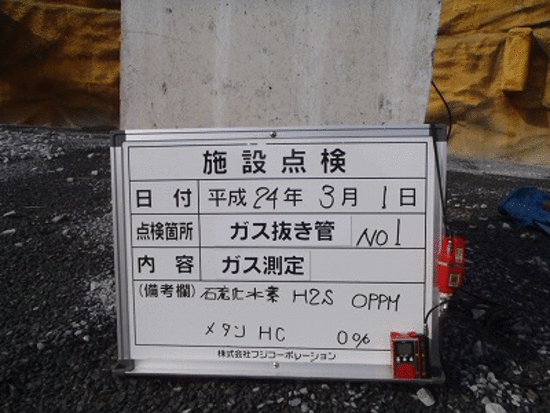 施設点検
日付 平成24年3月1日
点検箇所 ガス抜き管 NO1
内容 ガス測定
(備考欄) 石硫化水素 H2S 0PPM
メタン HC 0%
株式会社フジコーポレーション